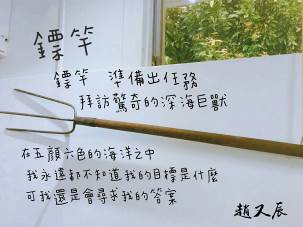 鏢竿
鏢竿 準備出任務
拜訪驚奇的深海巨獸
在五顏六色的海洋之中
我永遠都不知道我的目標是什麼
可我還是會尋求我的答案
趙又辰